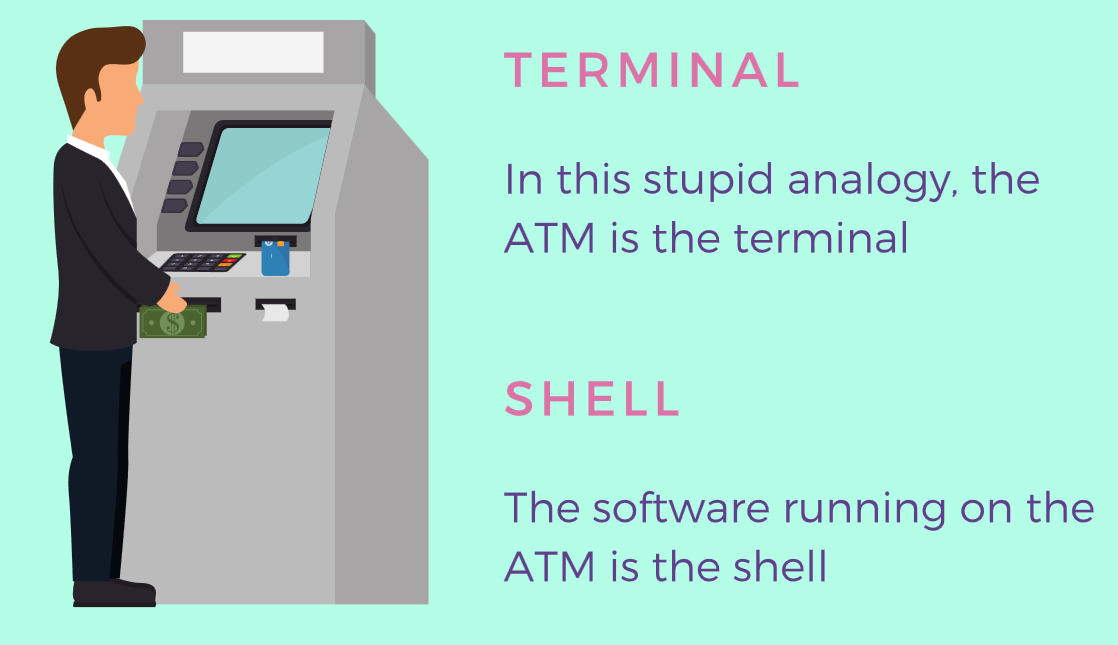 TERMINAL
In this stupid analogy, the
ATM is the terminal
SHELL
The software running on the
ATM is the shell